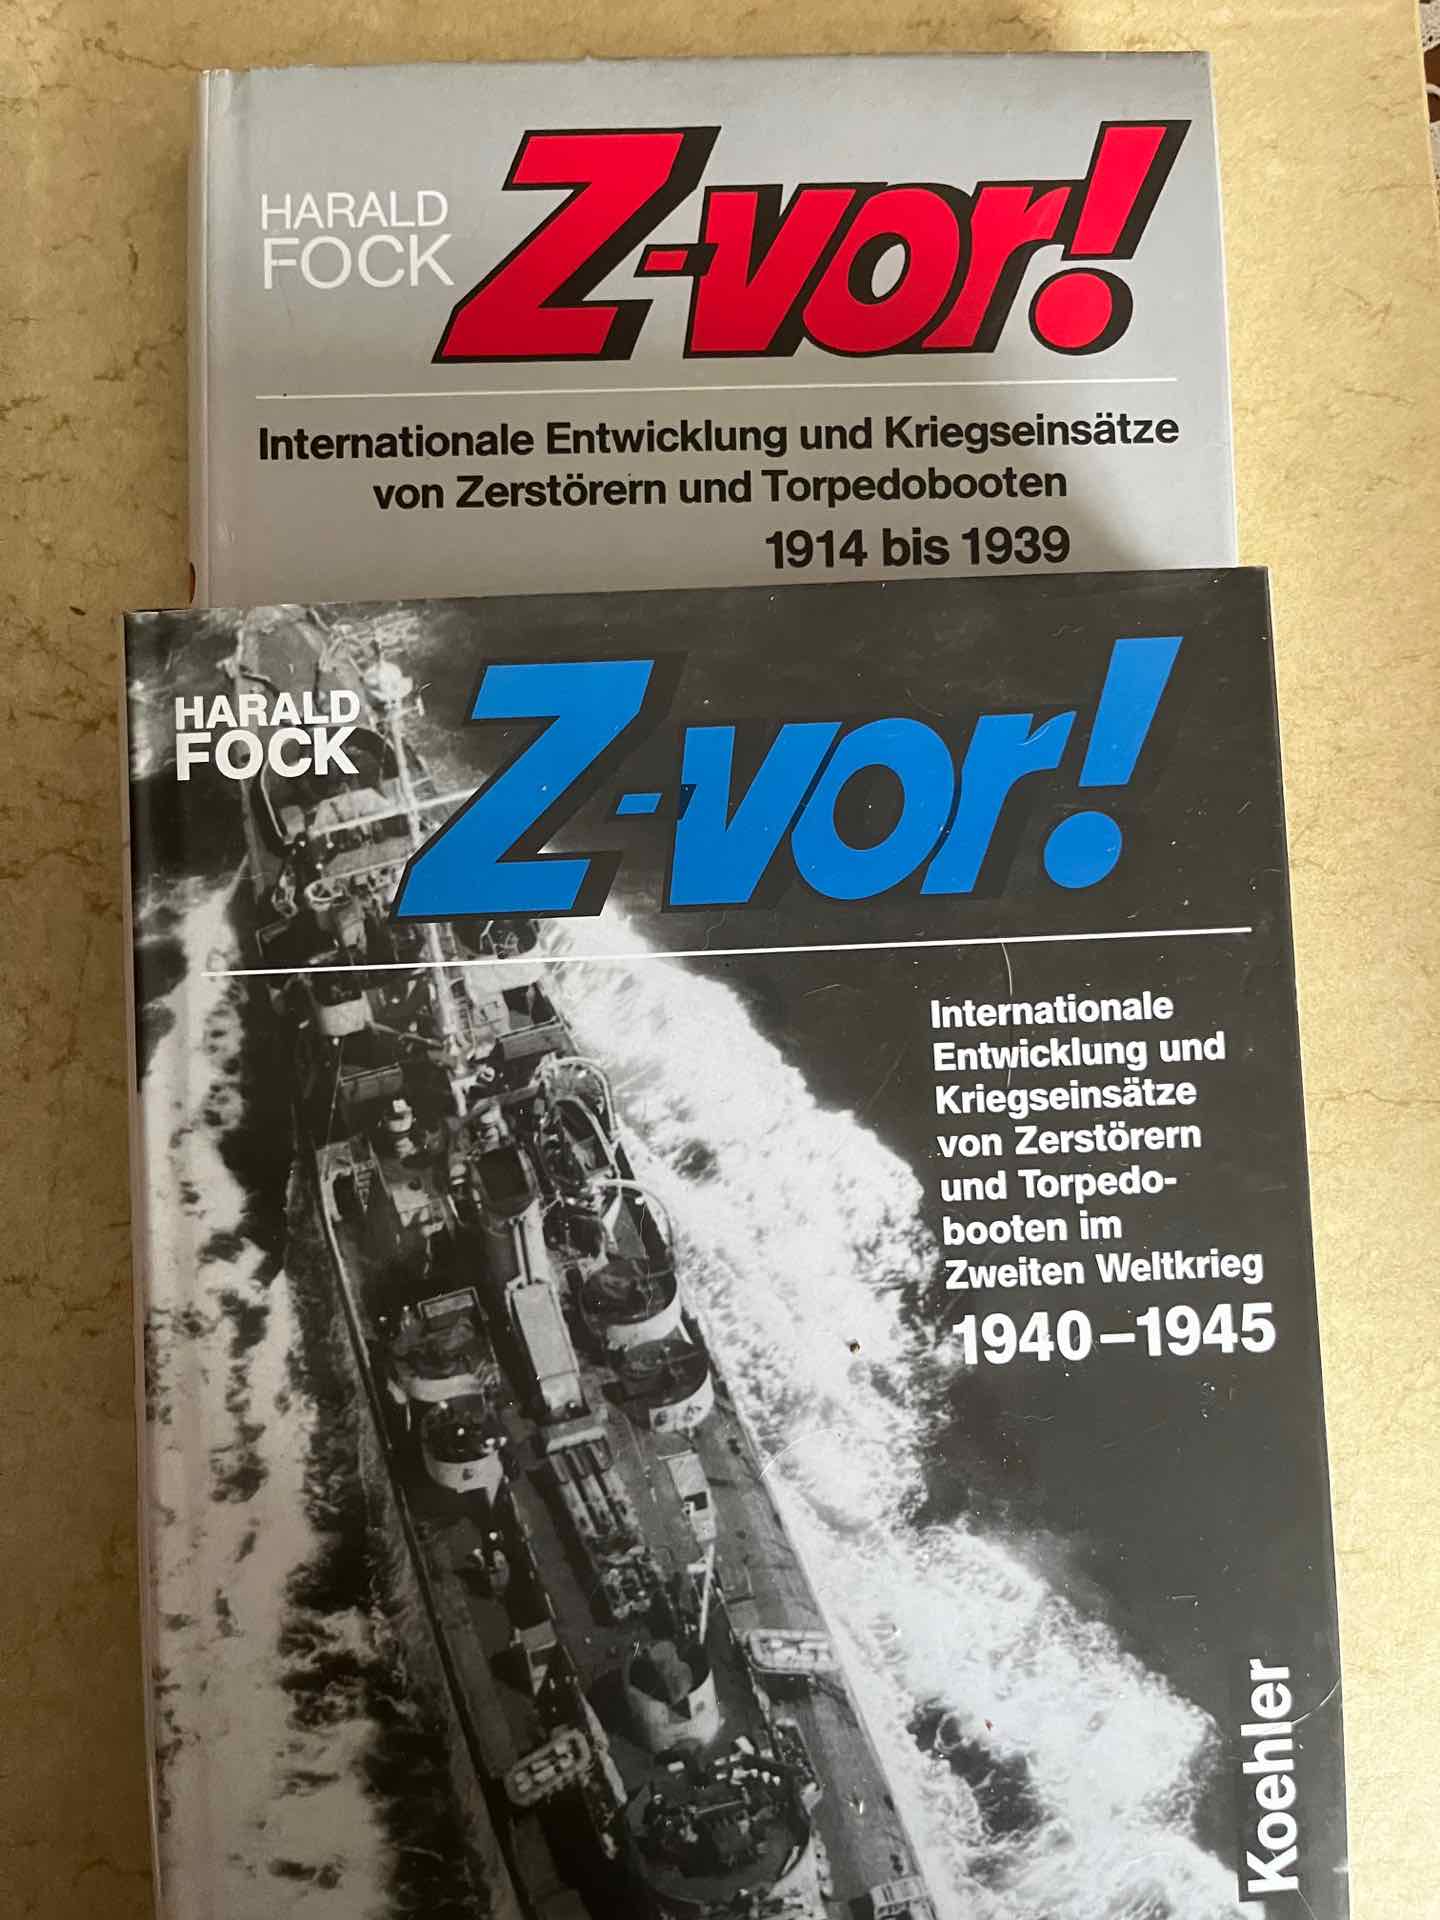 HARALD
FOCK
Z-vor!
Internationale Entwicklung und Kriegseinsätze
von Zerstörern und Torpedobooten
1914 bis 1939
HARALD
FOCK
Z-vor!
Internationale
Entwicklung und
Kriegseinsätze
von Zerstörern
und Torpedo-
booten im
Zweiten Weltkrieg
1940–1945
Koehler